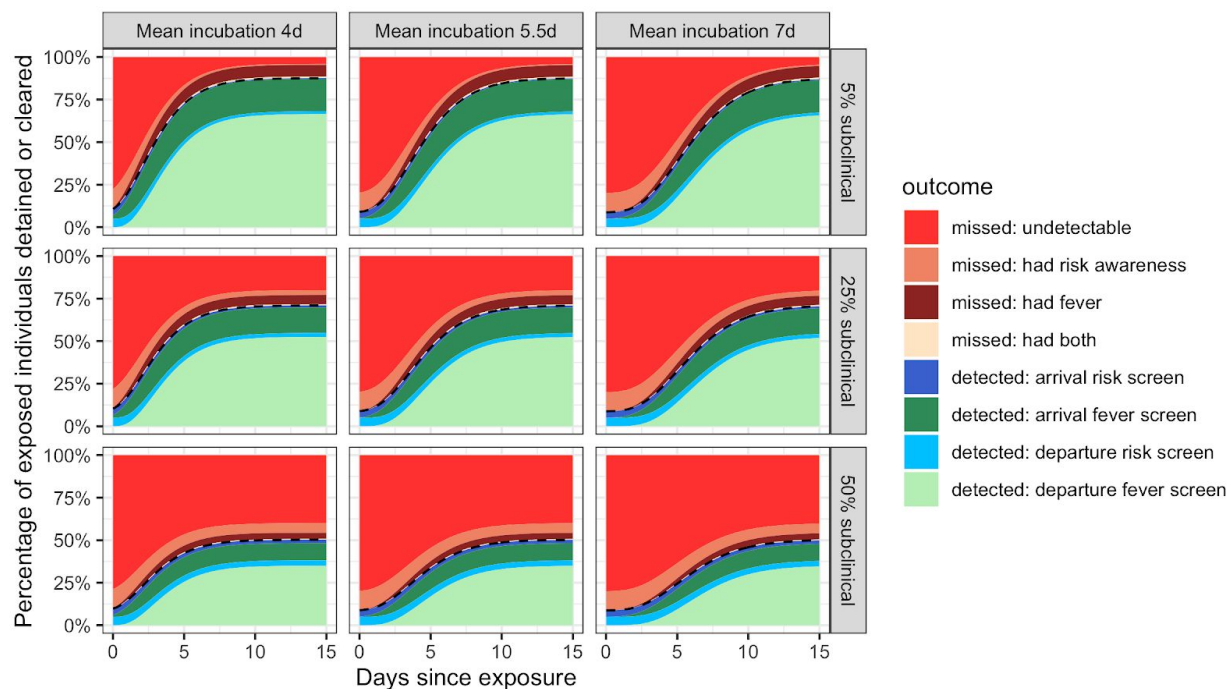 Mean incubation 4d
Mean incubation 5.5d
Mean incubation 7d
Percentage of exposed individuals detained or cleared
100%
75%
50%
25%
0%
5% subclinical
100%
75%
50%
25%
0%
25% subclinical
100%
75%
50%
25%
0%
50% subclinical
0 5 10 15
0 5 10 15
0 5 10 15
Days since exposure
outcome
missed: undetectable
missed: had risk awareness
missed: had fever
missed: had both
detected: arrival risk screen
detected: arrival fever screen
detected: departure risk screen
detected: departure fever screen